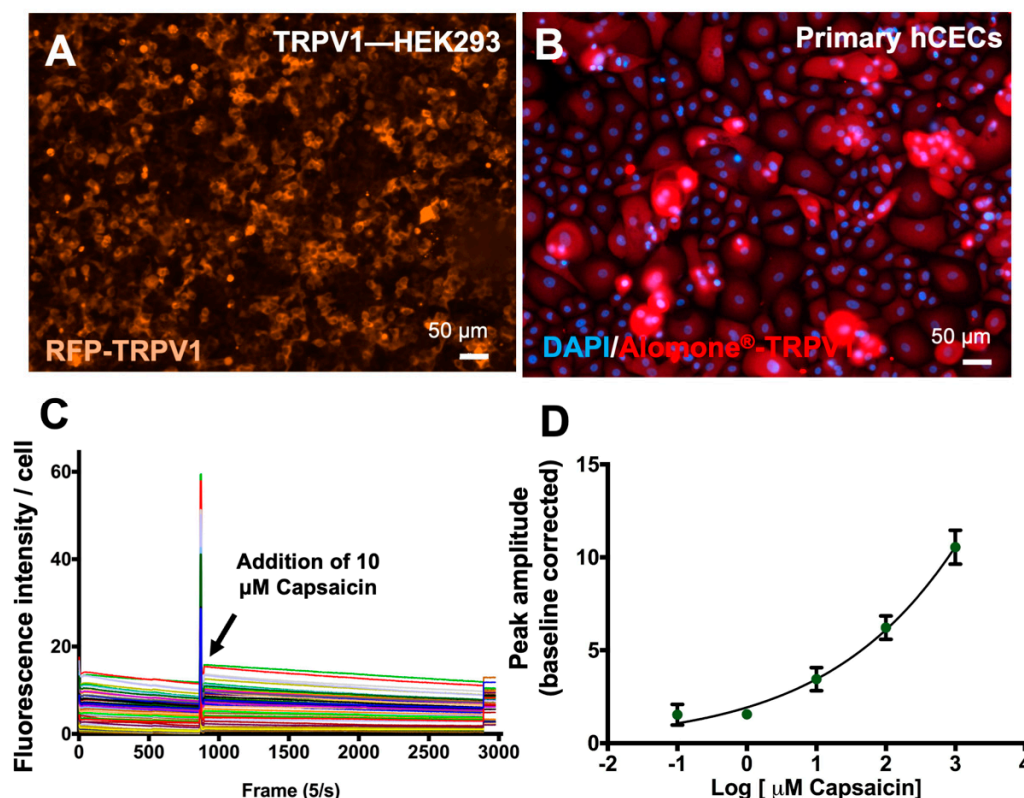 A
TRPV1—HEK293
RFP-TRPV1
50 µm
B
Primary hCECs
DAPI/Alomone®-TRPV1
50 µm
C
Fluorescence intensity / cell
60
40
20
0
Addition of 10
µM Capsaicin
0 500 1000 1500 2000 2500 3000
Frame (5/s)
D
Peak amplitude
(baseline corrected)
15
10
5
0
-2 -1 0 1 2 3 4
Log [ µM Capsaicin]